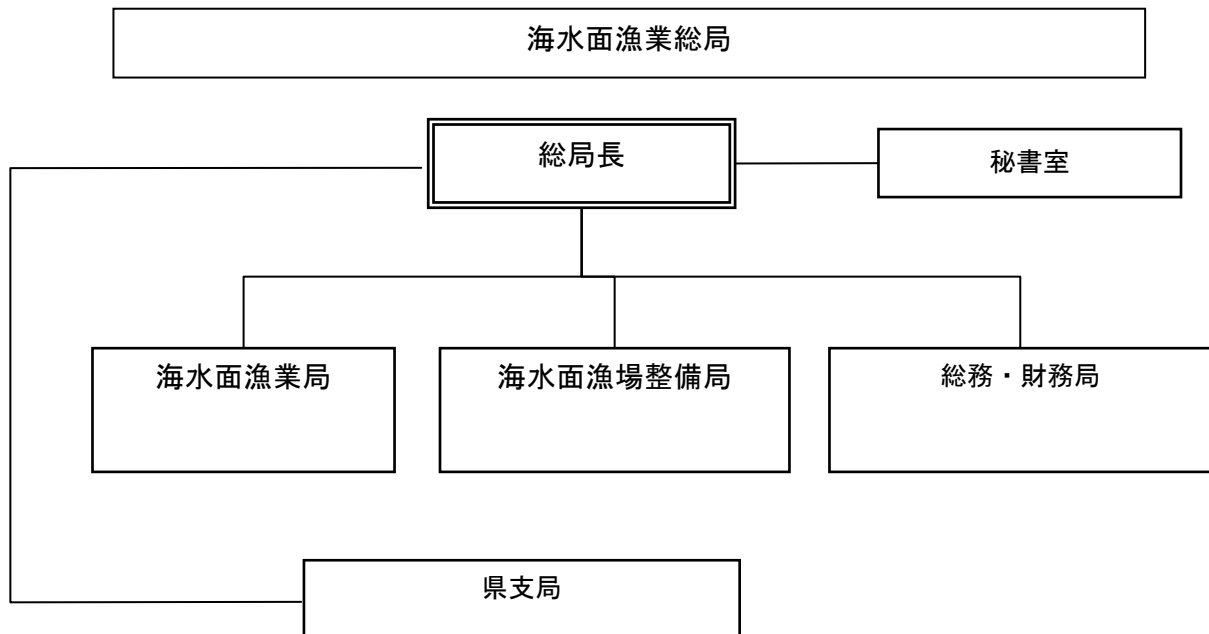 海水面漁業総局
総局長
秘書室
海水面漁業局
海水面漁場整備局
総務・財務局
県支局